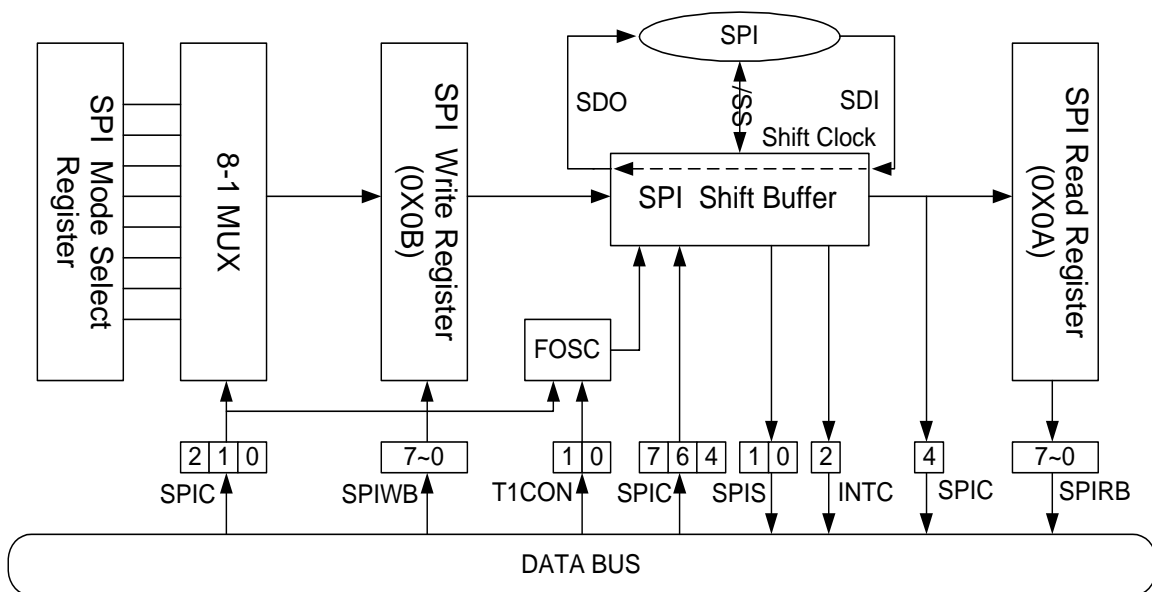 SPI Mode Select
Register
8-1 MUX
SPI Write Register
(0X0B)
SPI
SDO
/SS
SDI
Shift Clock
SPI Shift Buffer
SPI Read Register
(0X0A)
FOSC
2 1 0
7~0
1 0
7 6 4
1 0
2
4
7~0
SPIC
SPIWB
T1CON
SPIC
SPIS
INTC
SPIC
SPIRB
DATA BUS